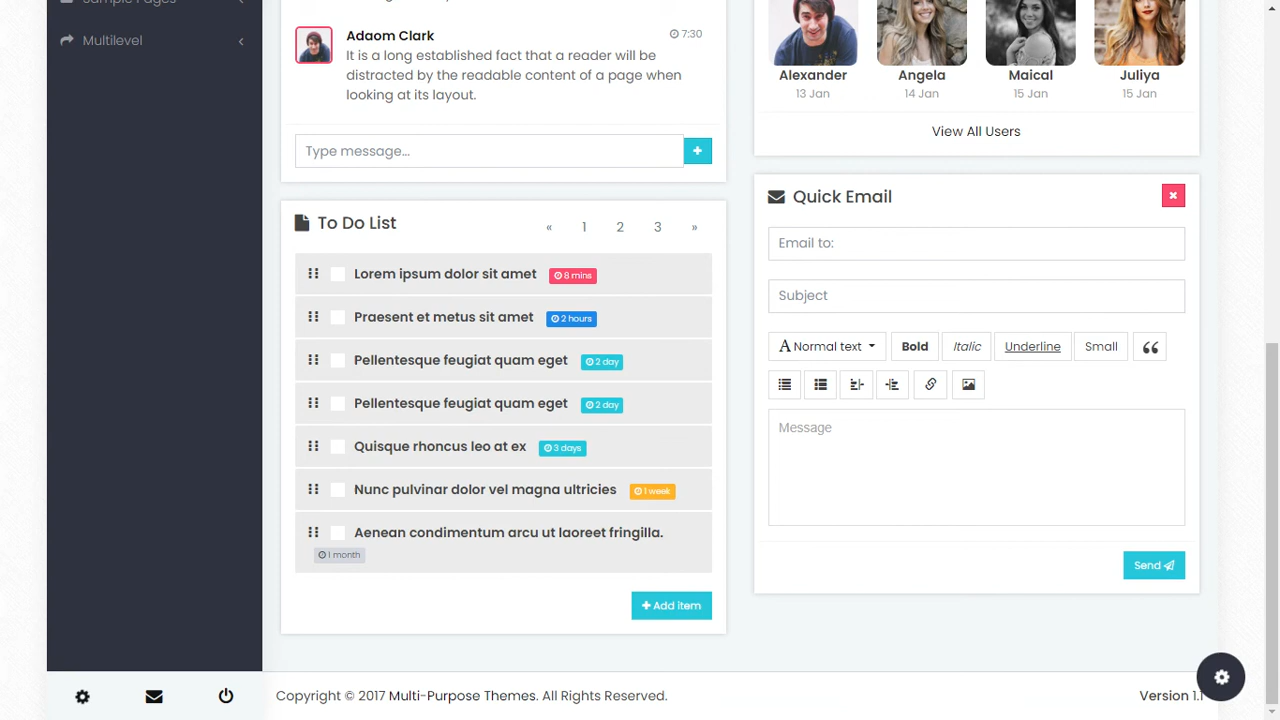 Sample Pages
Multilevel
Adaom Clark
7:30
It is a long established fact that a reader will be
distracted by the readable content of a page when
looking at its layout.
Type message...
Alexander
13 Jan
Angela
14 Jan
Maical
15 Jan
Juliya
15 Jan
View All Users
To Do List
« 1 2 3 »
Lorem ipsum dolor sit amet 8 mins
Praesent et metus sit amet 2 hours
Pellentesque feugiat quam eget 2 day
Pellentesque feugiat quam eget 2 day
Quisque rhoncus leo at ex 3 days
Nunc pulvinar dolor vel magna ultricies 1 week
Aenean condimentum arcu ut laoreet fringilla.
1 month
Add item
Quick Email
Email to:
Subject
A Normal text Bold Italic Underline Small
Message
Send
Copyright © 2017 Multi-Purpose Themes. All Rights Reserved.
Version 1.1